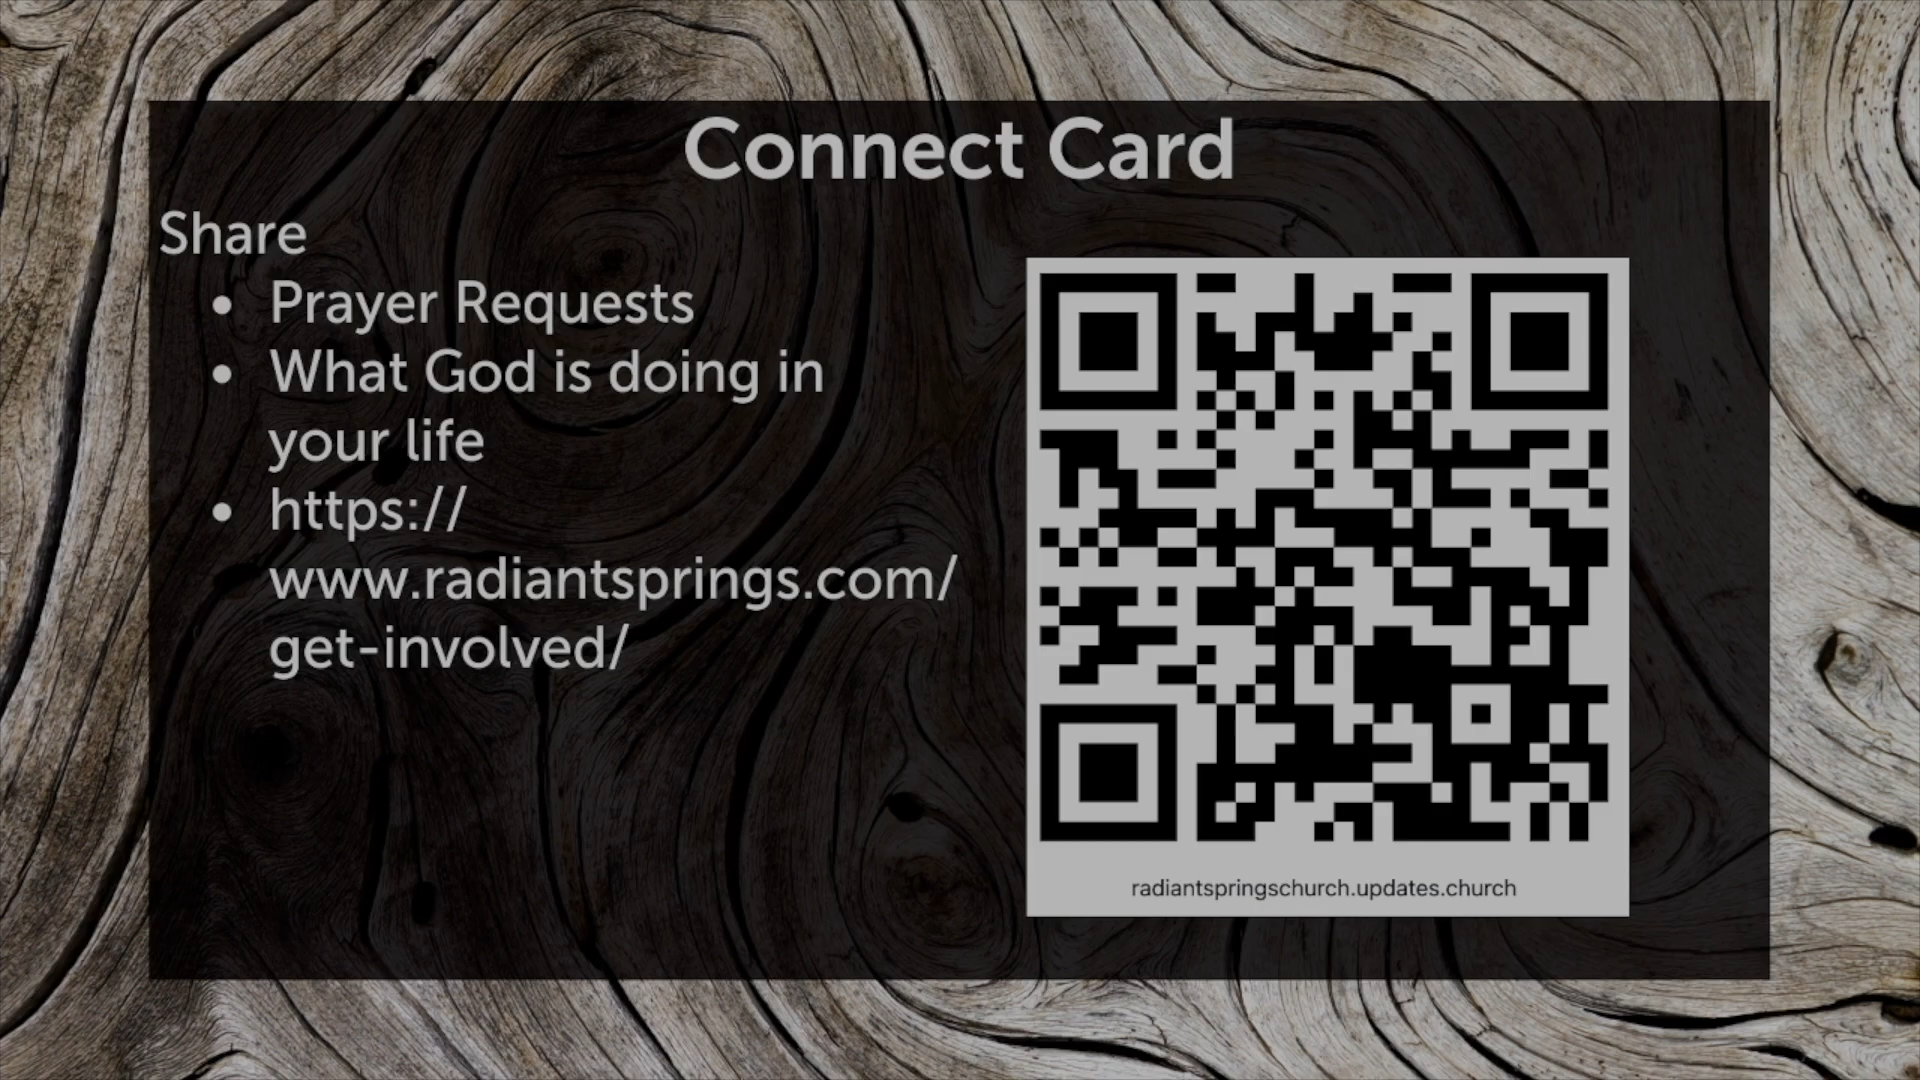 Connect Card
Share
• Prayer Requests
• What God is doing in
your life
• https://
www.radiantsprings.com/
get-involved/
radiantspringschurch.updates.church